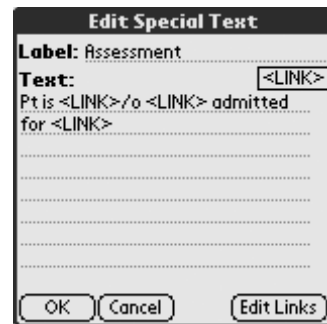 Edit Special Text
Label: Assessment
Text: <LINK>
Pt is <LINK>/o <LINK> admitted
for <LINK>
OK Cancel Edit Links